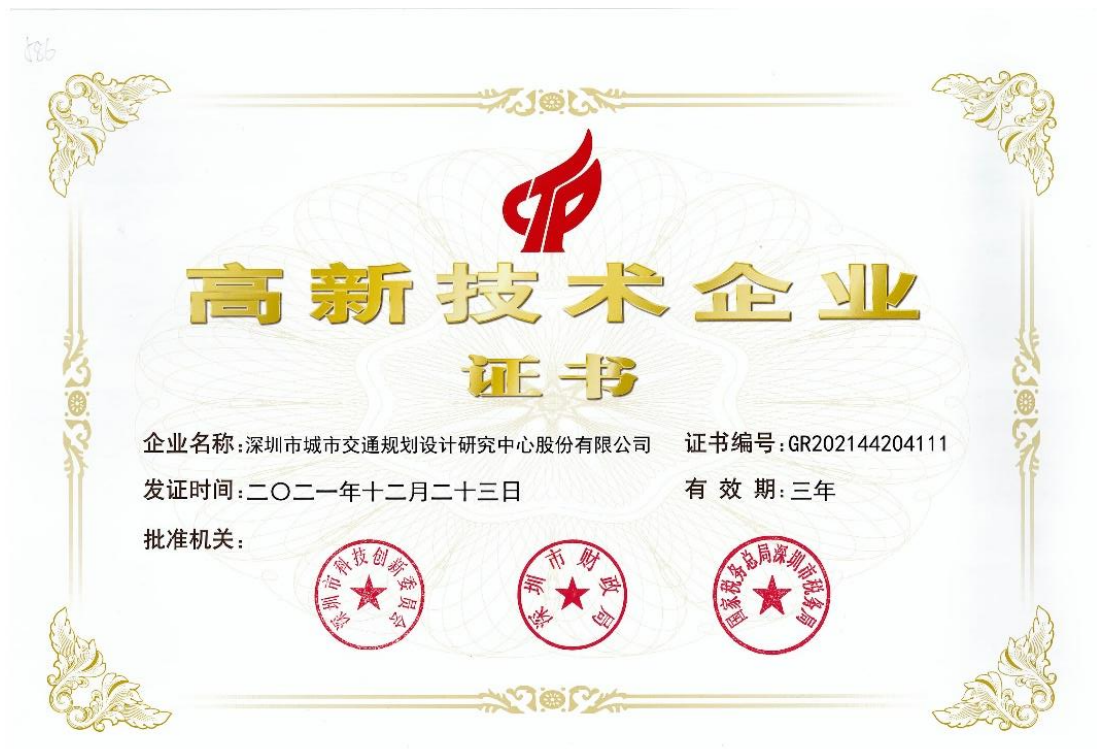 高新技术企业
证书
企业名称:深圳市城市交通规划设计研究中心股份有限公司 证书编号:GR202144204111
发证时间:二〇二一年十二月二十三日 有效期:三年
批准机关:
深圳市科技创新委员会
深圳市财政局
国家税务总局深圳市税务局